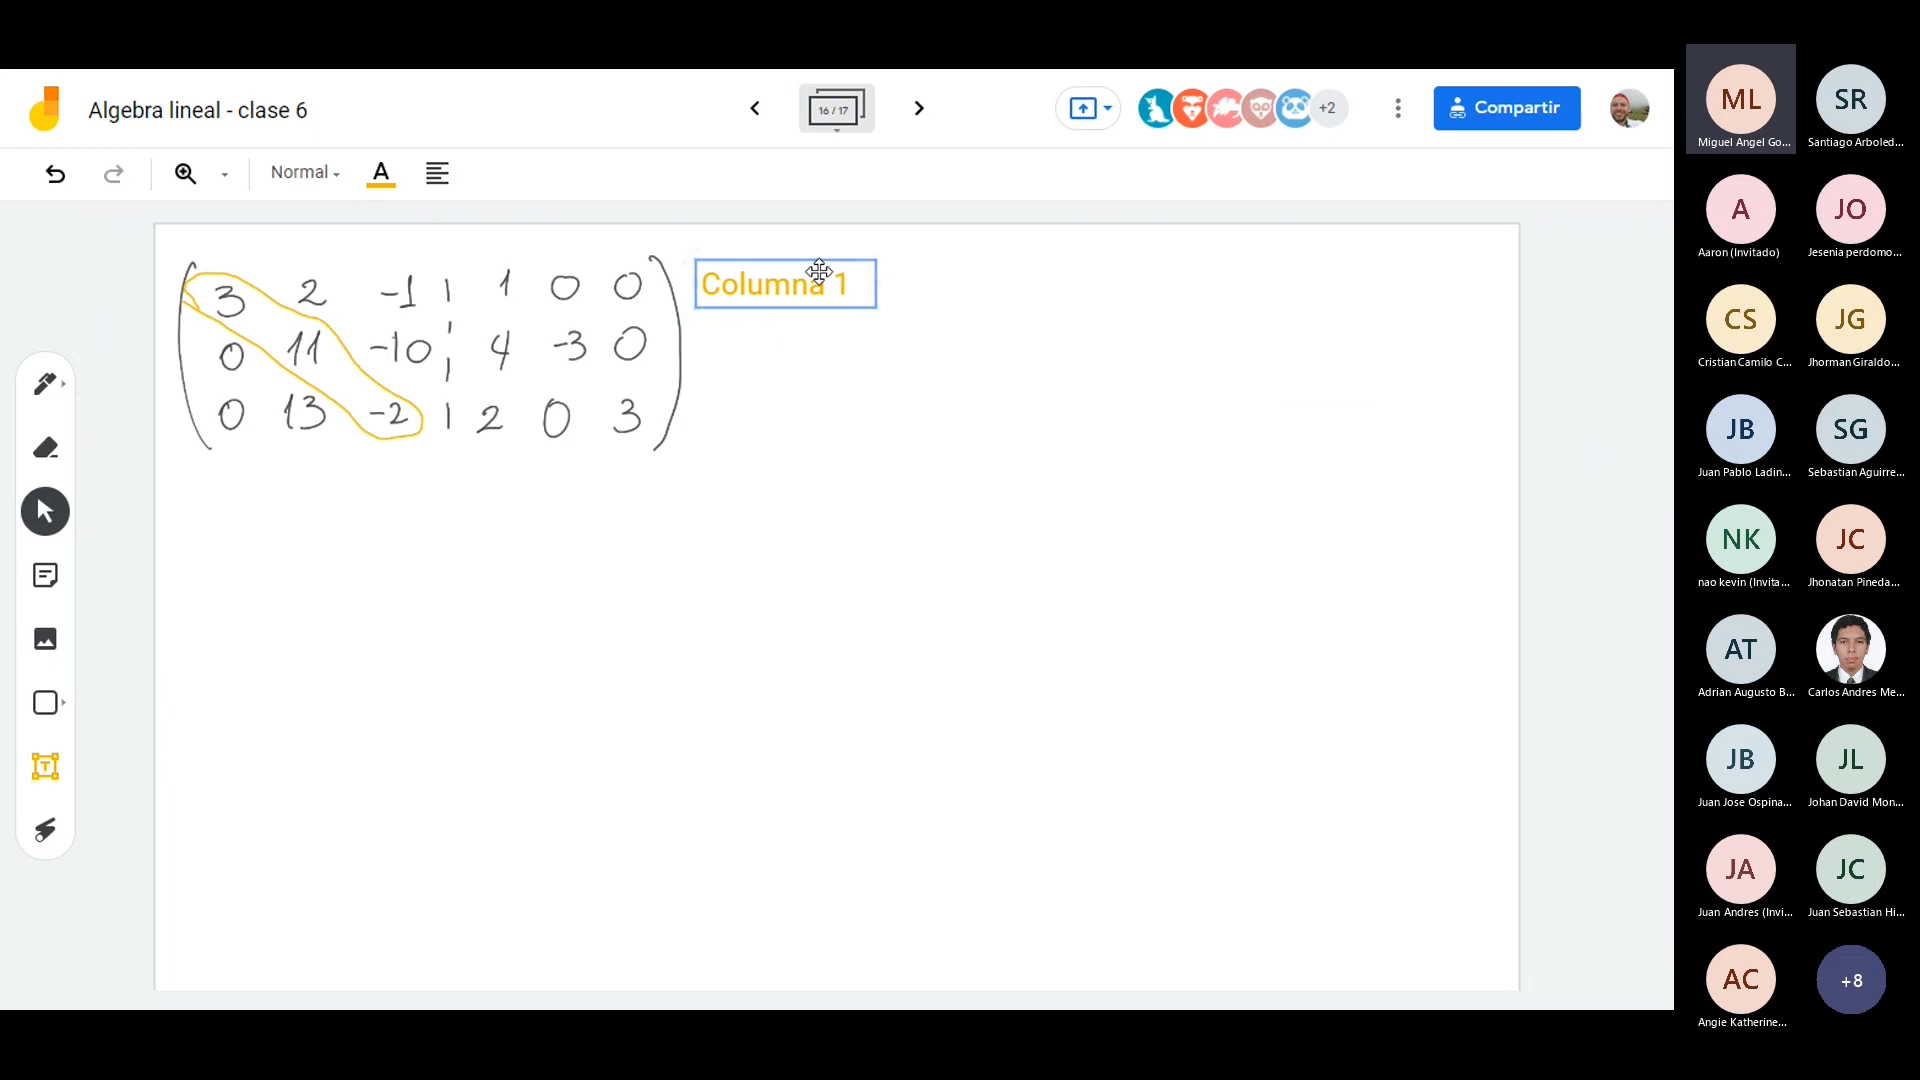 Algebra lineal - clase 6
16 / 17
+2
Compartir
Normal
A
3 2 -1 | 1 0 0
0 11 -10 | 4 -3 0
0 13 -2 | 2 0 3
Columna 1
T
ML
Miguel Angel Go...
SR
Santiago Arboled...
A
Aaron (Invitado)
JO
Jesenia perdomo...
CS
Cristian Camilo C...
JG
Jhorman Giraldo...
JB
Juan Pablo Ladin...
SG
Sebastian Aguirre...
NK
nao kevin (Invita...
JC
Jhonatan Pineda...
AT
Adrian Augusto B...
Carlos Andres Me...
JB
Juan Jose Ospina...
JL
Johan David Mon...
JA
Juan Andres (Invi...
JC
Juan Sebastian Hi...
AC
Angie Katherine...
+8